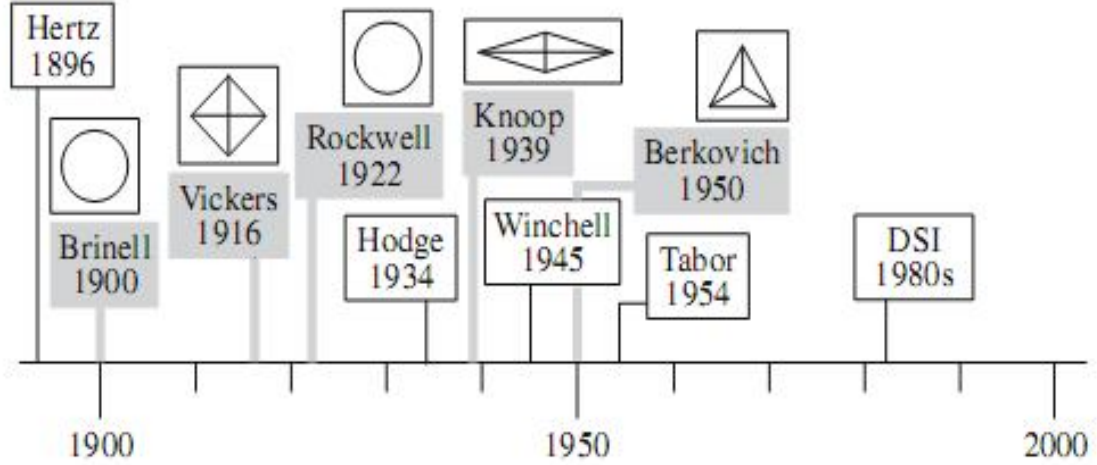 Hertz
1896
Brinell
1900
Vickers
1916
Rockwell
1922
Hodge
1934
Knoop
1939
Winchell
1945
Berkovich
1950
Tabor
1954
DSI
1980s
1900
1950
2000